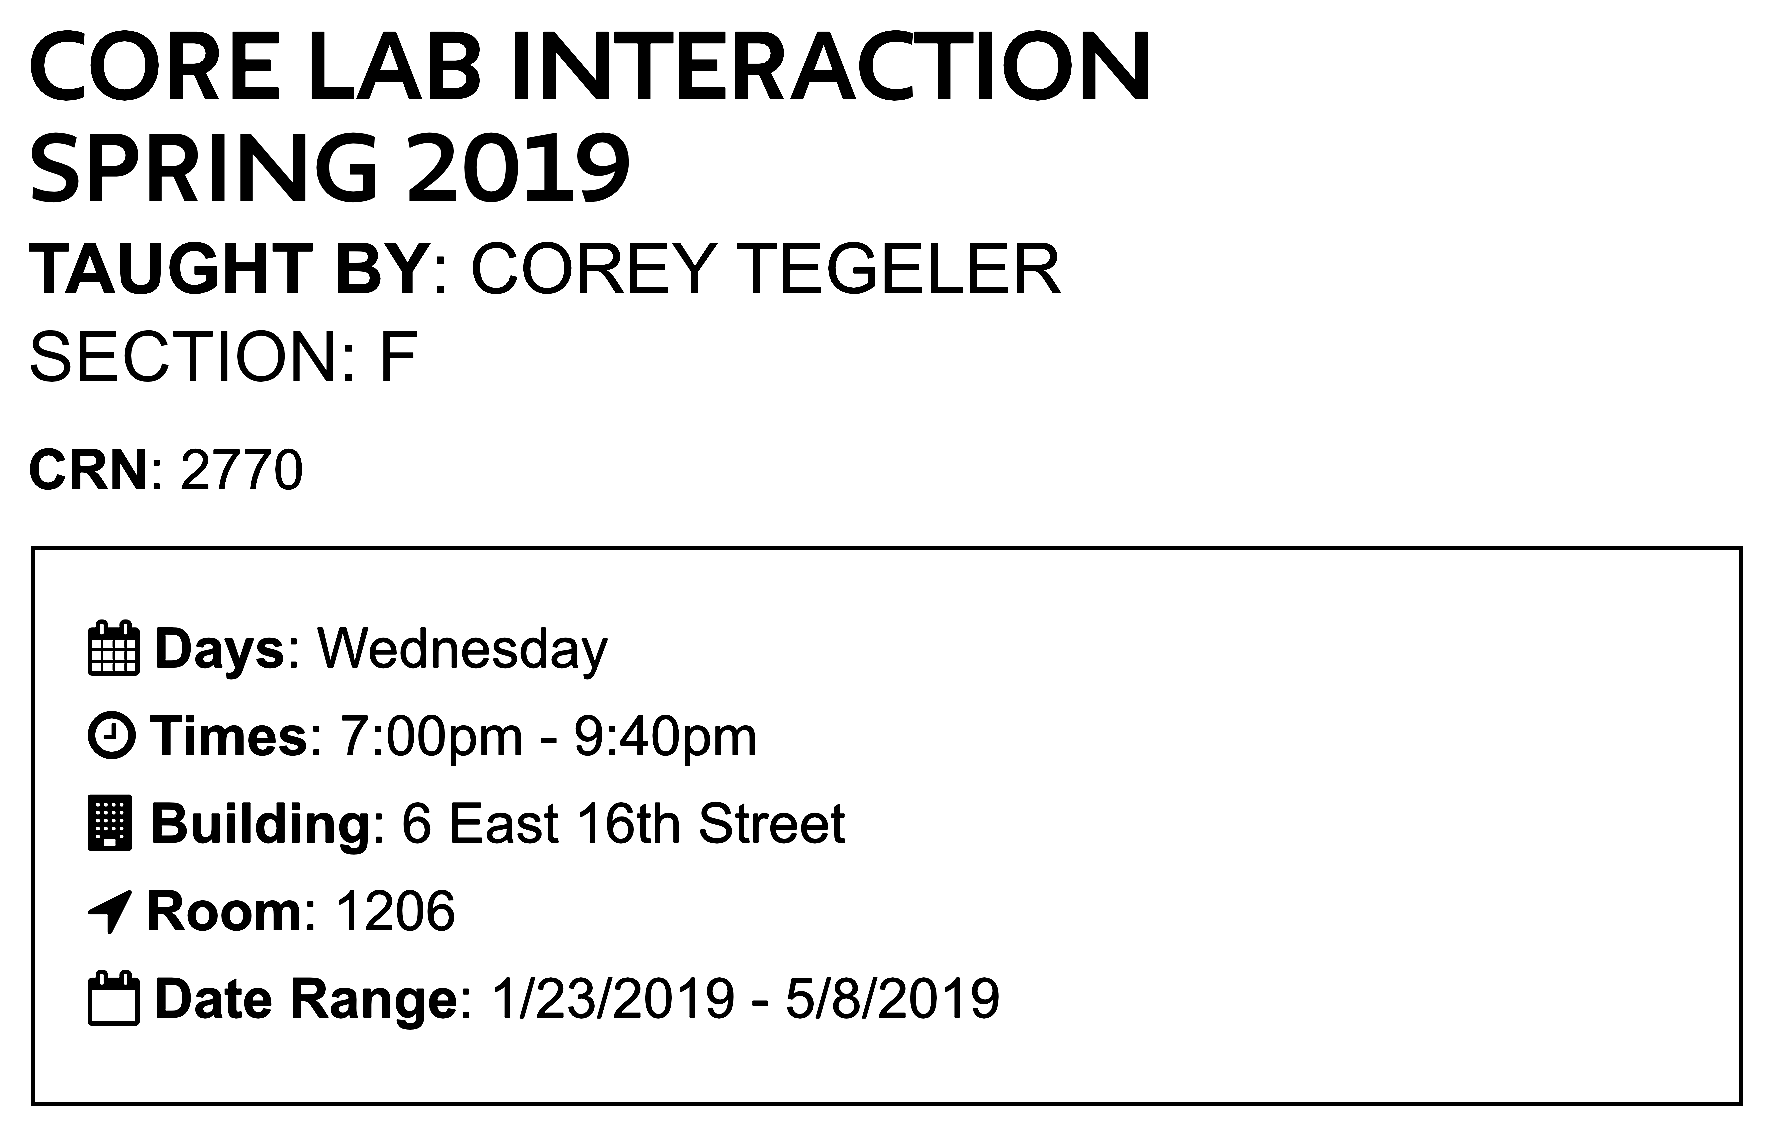 CORE LAB INTERACTION
SPRING 2019
TAUGHT BY: COREY TEGELER
SECTION: F
CRN: 2770
Days: Wednesday
Times: 7:00pm - 9:40pm
Building: 6 East 16th Street
Room: 1206
Date Range: 1/23/2019 - 5/8/2019